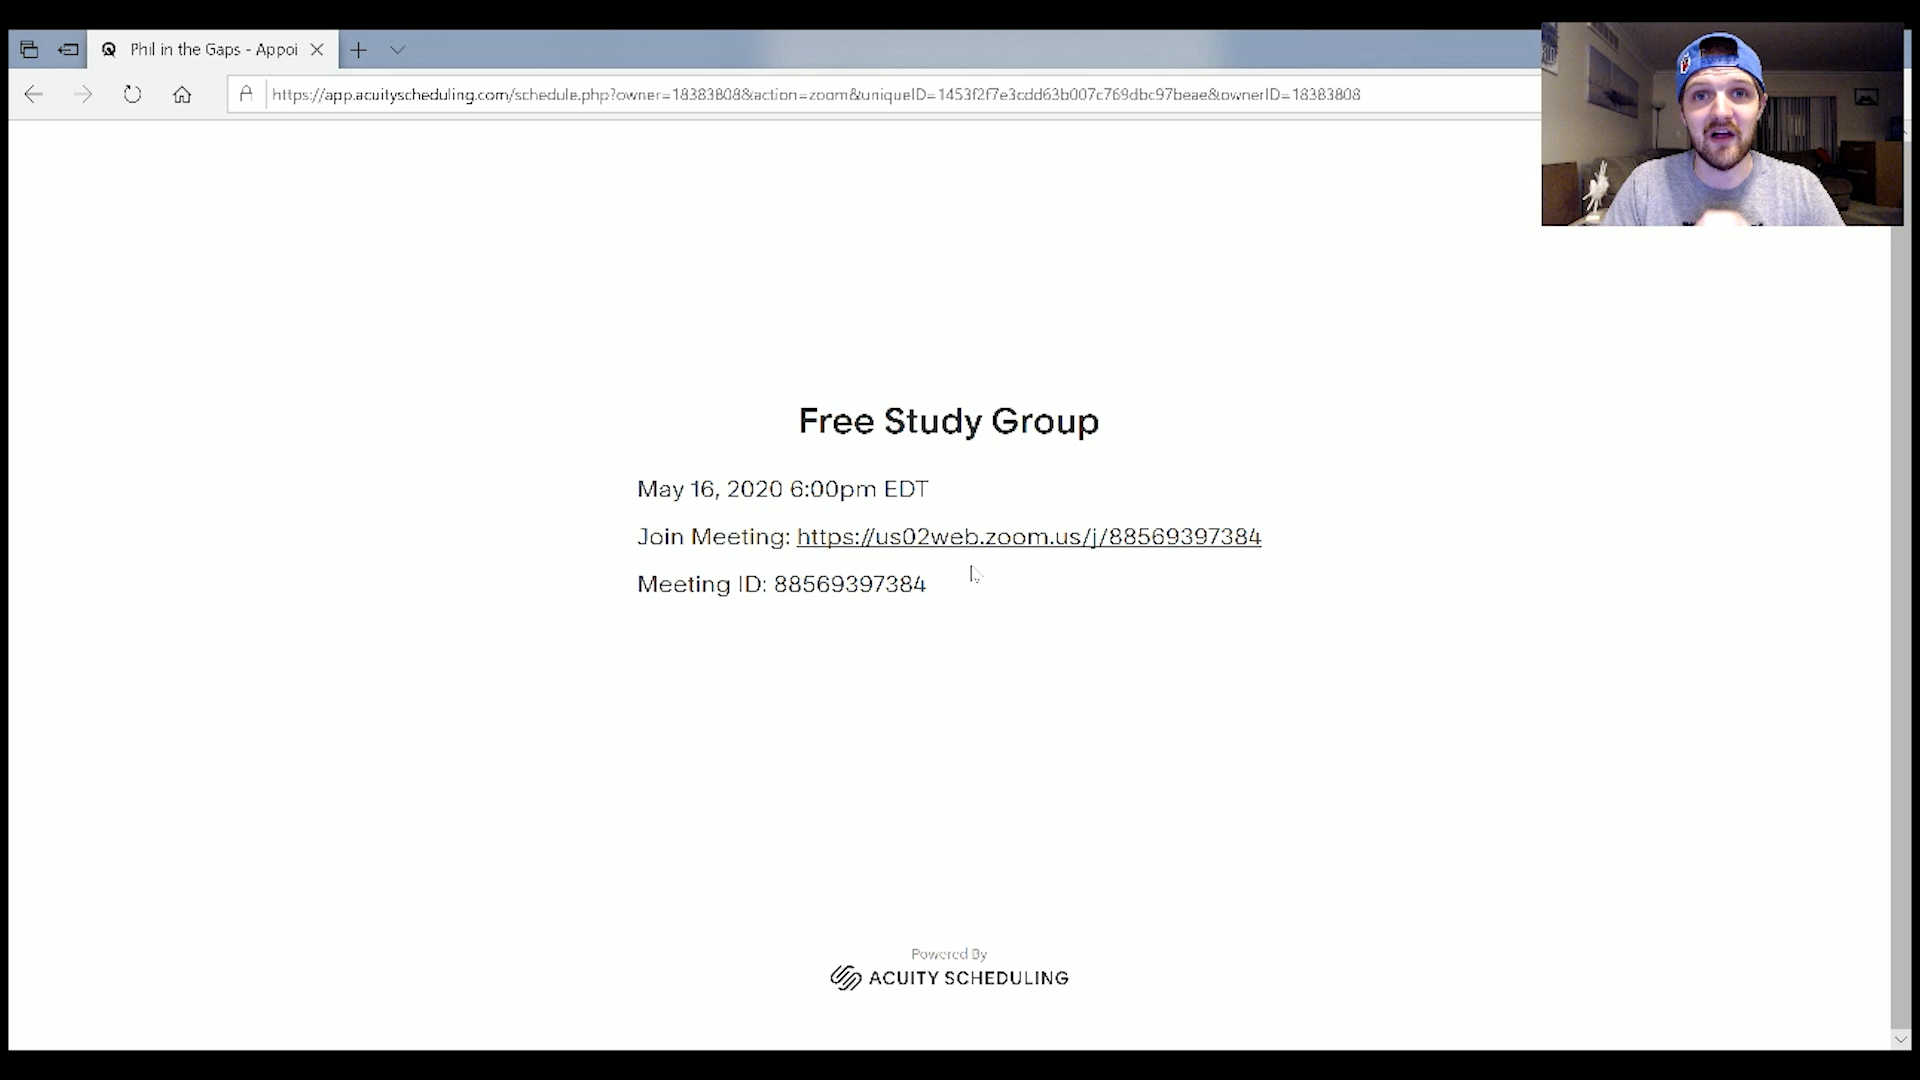 Phil in the Gaps - Appoi
https://app.acuityscheduling.com/schedule.php?owner=18383808&action=zoom&uniqueID=1453f2f7e3cdd63b007c769dbc97beae&ownerID=18383808
Free Study Group
May 16, 2020 6:00pm EDT
Join Meeting: https://us02web.zoom.us/j/88569397384
Meeting ID: 88569397384
Powered By
ACUITY SCHEDULING